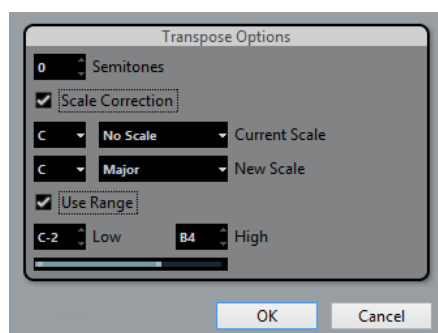 Transpose Options
0 Semitones
Scale Correction
C No Scale Current Scale
C Major New Scale
Use Range
C-2 Low B4 High
OK Cancel